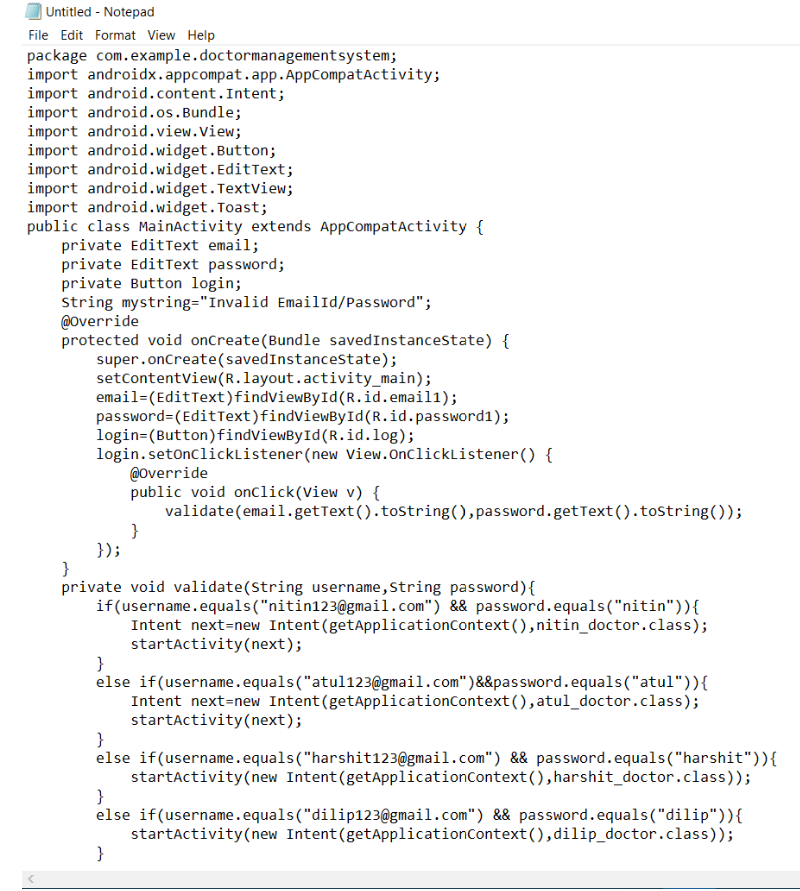 Untitled - Notepad
File Edit Format View Help
package com.example.doctormanagementsystem;
import androidx.appcompat.app.AppCompatActivity;
import android.content.Intent;
import android.os.Bundle;
import android.view.View;
import android.widget.Button;
import android.widget.EditText;
import android.widget.TextView;
import android.widget.Toast;
public class MainActivity extends AppCompatActivity {
    private EditText email;
    private EditText password;
    private Button login;
    String mystring="Invalid EmailId/Password";
    @Override
    protected void onCreate(Bundle savedInstanceState) {
        super.onCreate(savedInstanceState);
        setContentView(R.layout.activity_main);
        email=(EditText)findViewById(R.id.email1);
        password=(EditText)findViewById(R.id.password1);
        login=(Button)findViewById(R.id.log);
        login.setOnClickListener(new View.OnClickListener() {
            @Override
            public void onClick(View v) {
                validate(email.getText().toString(),password.getText().toString());
            }
        });
    }
    private void validate(String username,String password){
        if(username.equals("nitin123@gmail.com") && password.equals("nitin")){
            Intent next=new Intent(getApplicationContext(),nitin_doctor.class);
            startActivity(next);
        }
        else if(username.equals("atul123@gmail.com")&&password.equals("atul")){
            Intent next=new Intent(getApplicationContext(),atul_doctor.class);
            startActivity(next);
        }
        else if(username.equals("harshit123@gmail.com") && password.equals("harshit")){
            startActivity(new Intent(getApplicationContext(),harshit_doctor.class));
        }
        else if(username.equals("dilip123@gmail.com") && password.equals("dilip")){
            startActivity(new Intent(getApplicationContext(),dilip_doctor.class));
        }